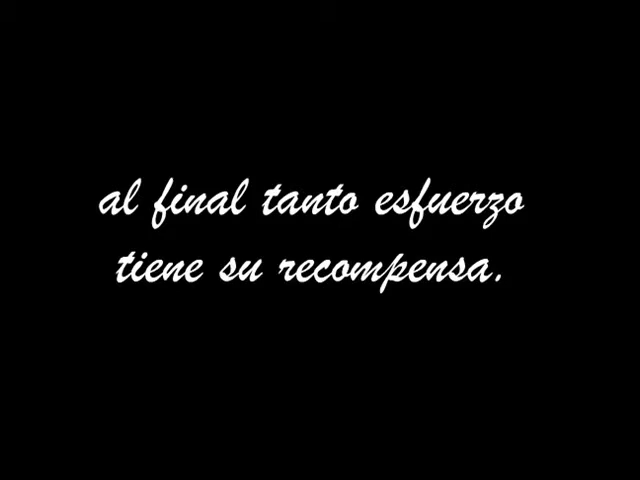 al final tanto esfuerzo
tiene su recompensa.